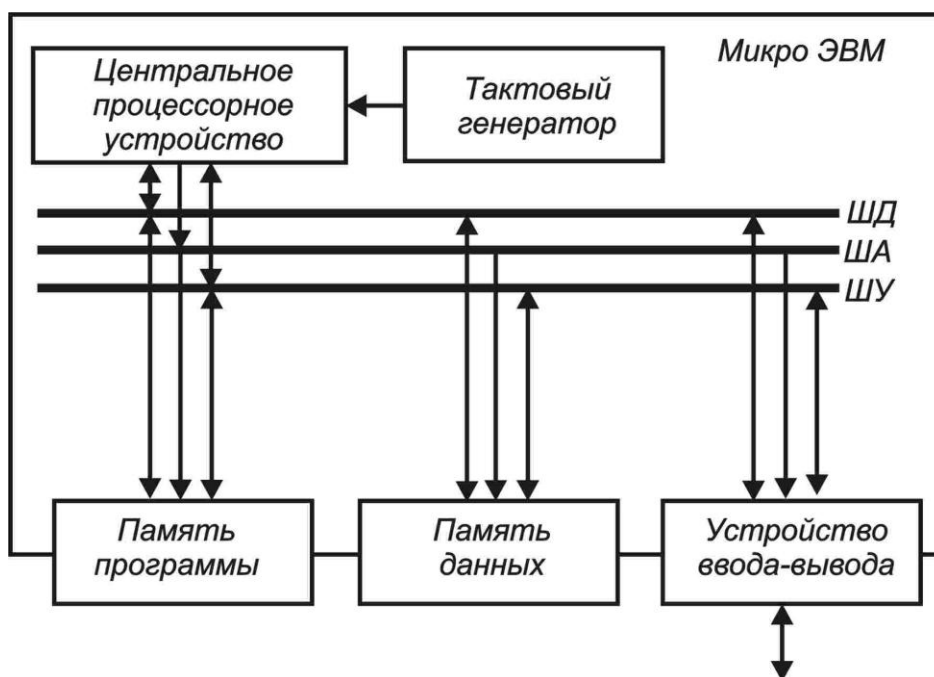 Микро ЭВМ
Центральное
процессорное
устройство
Тактовый
генератор
ШД
ША
ШУ
Память
программы
Память
данных
Устройство
ввода-вывода